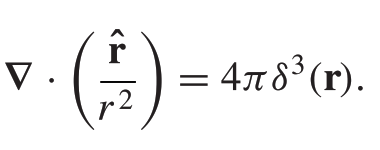 ∇ · (r̂ / r²) = 4πδ³(r).